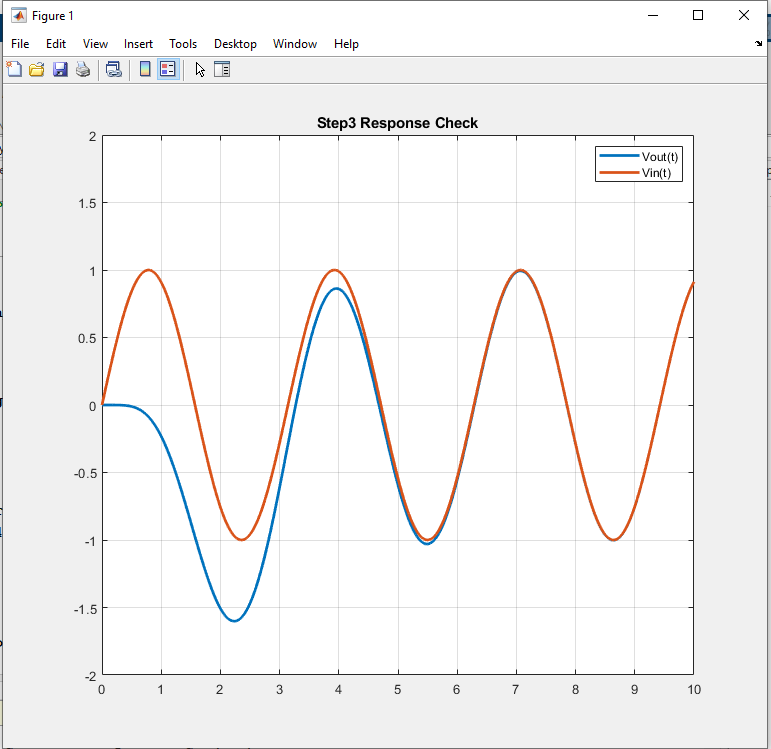 Figure 1
File Edit View Insert Tools Desktop Window Help
Step3 Response Check
Vout(t)
Vin(t)
2
1.5
1
0.5
0
-0.5
-1
-1.5
-2
0 1 2 3 4 5 6 7 8 9 10